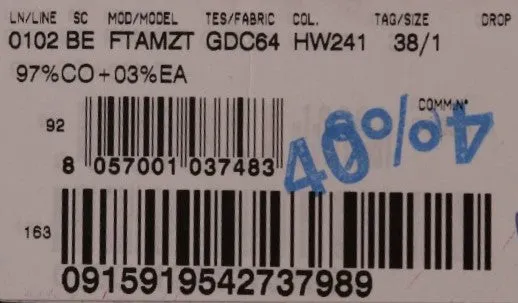 LN/LINE SC MOD/MODEL TES/FABRIC COL. TAG/SIZE DROP
0102 BE FTAMZT GDC64 HW241 38/1
97%CO+03%EA
COMM.N°
92
8 057001 037483
40%
40%
163
0915919542737989